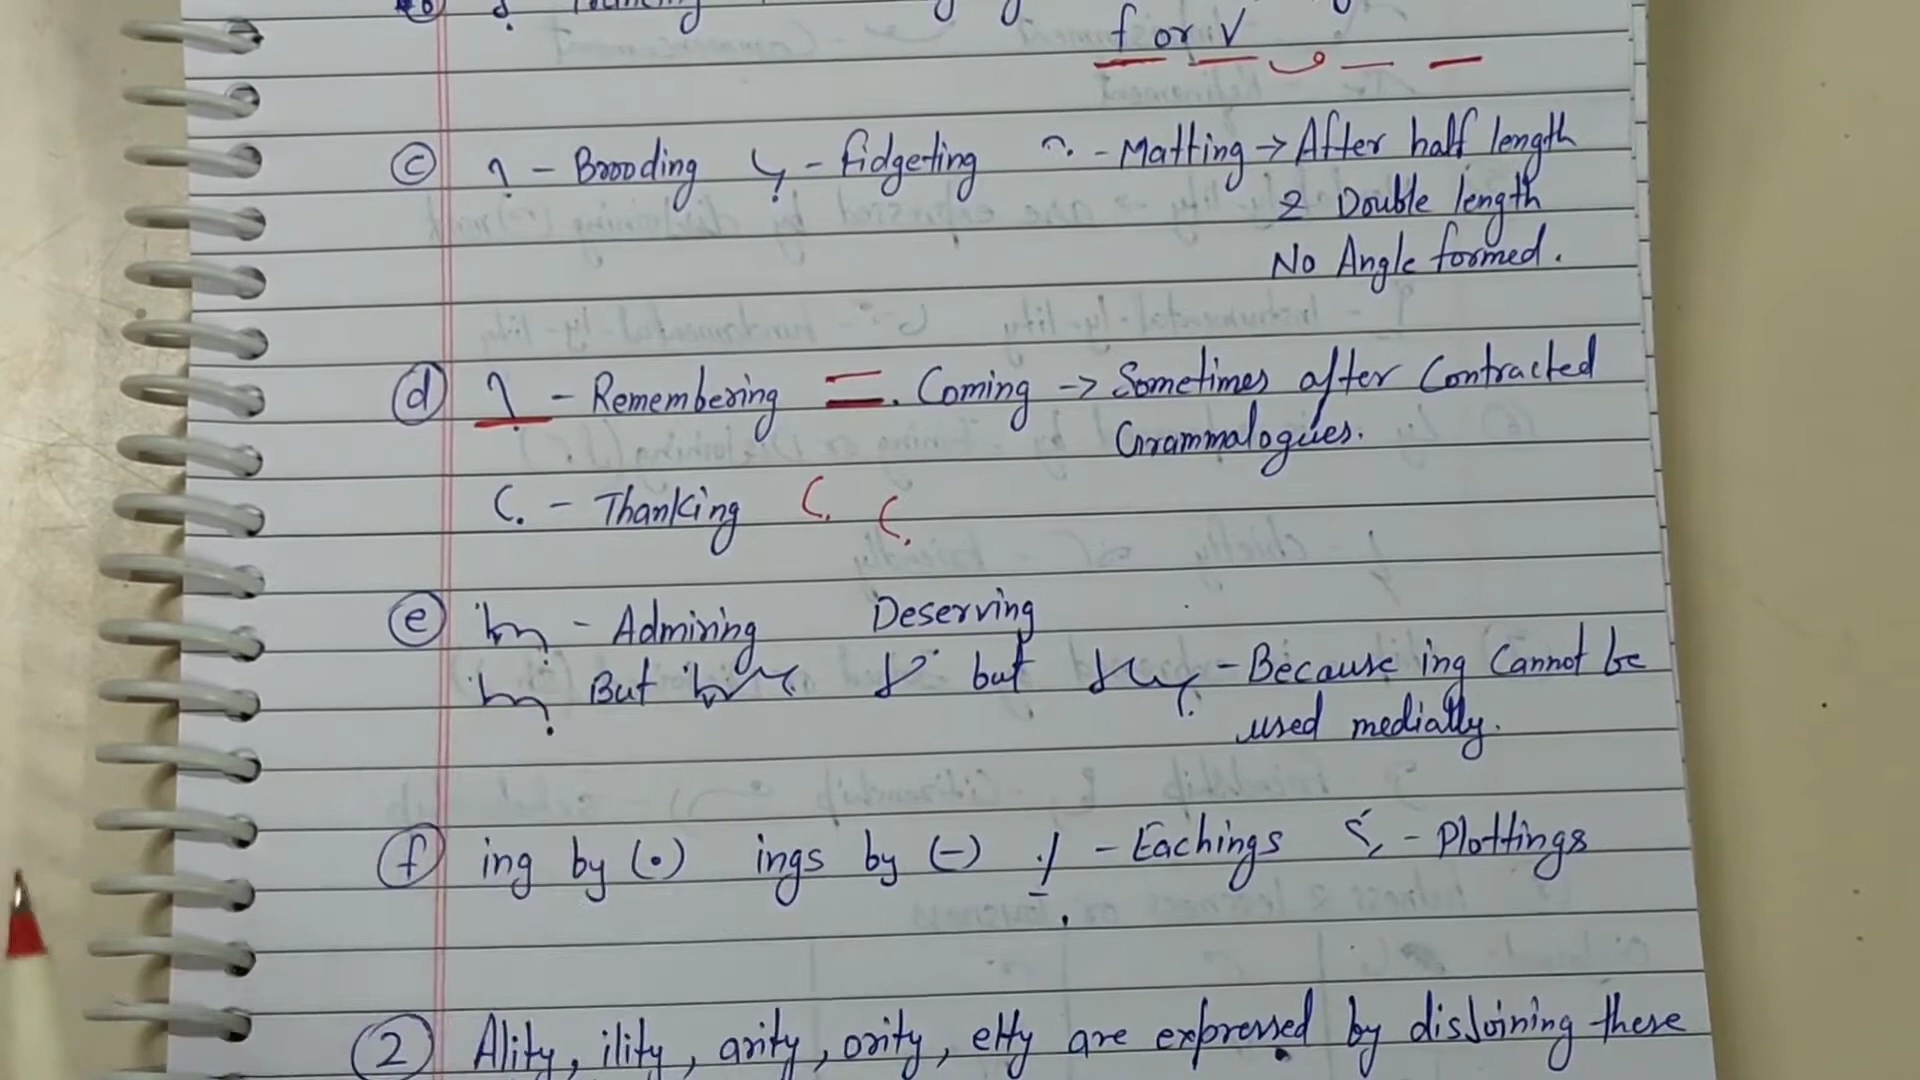 f or V
(c) - Brooding - fidgeting - Matting → After half length
& Double length
No Angle formed.
(d) - Remembering Coming → Sometimes after Contracted
Grammalogues.
- Thanking
(e) - Admiring Deserving
But but - Because ing Cannot be
used medially.
(f) ing by (•) ings by (-) - Eachings - Plottings
(2) Ality, ility, arity, ority, elty are expressed by disjoining these